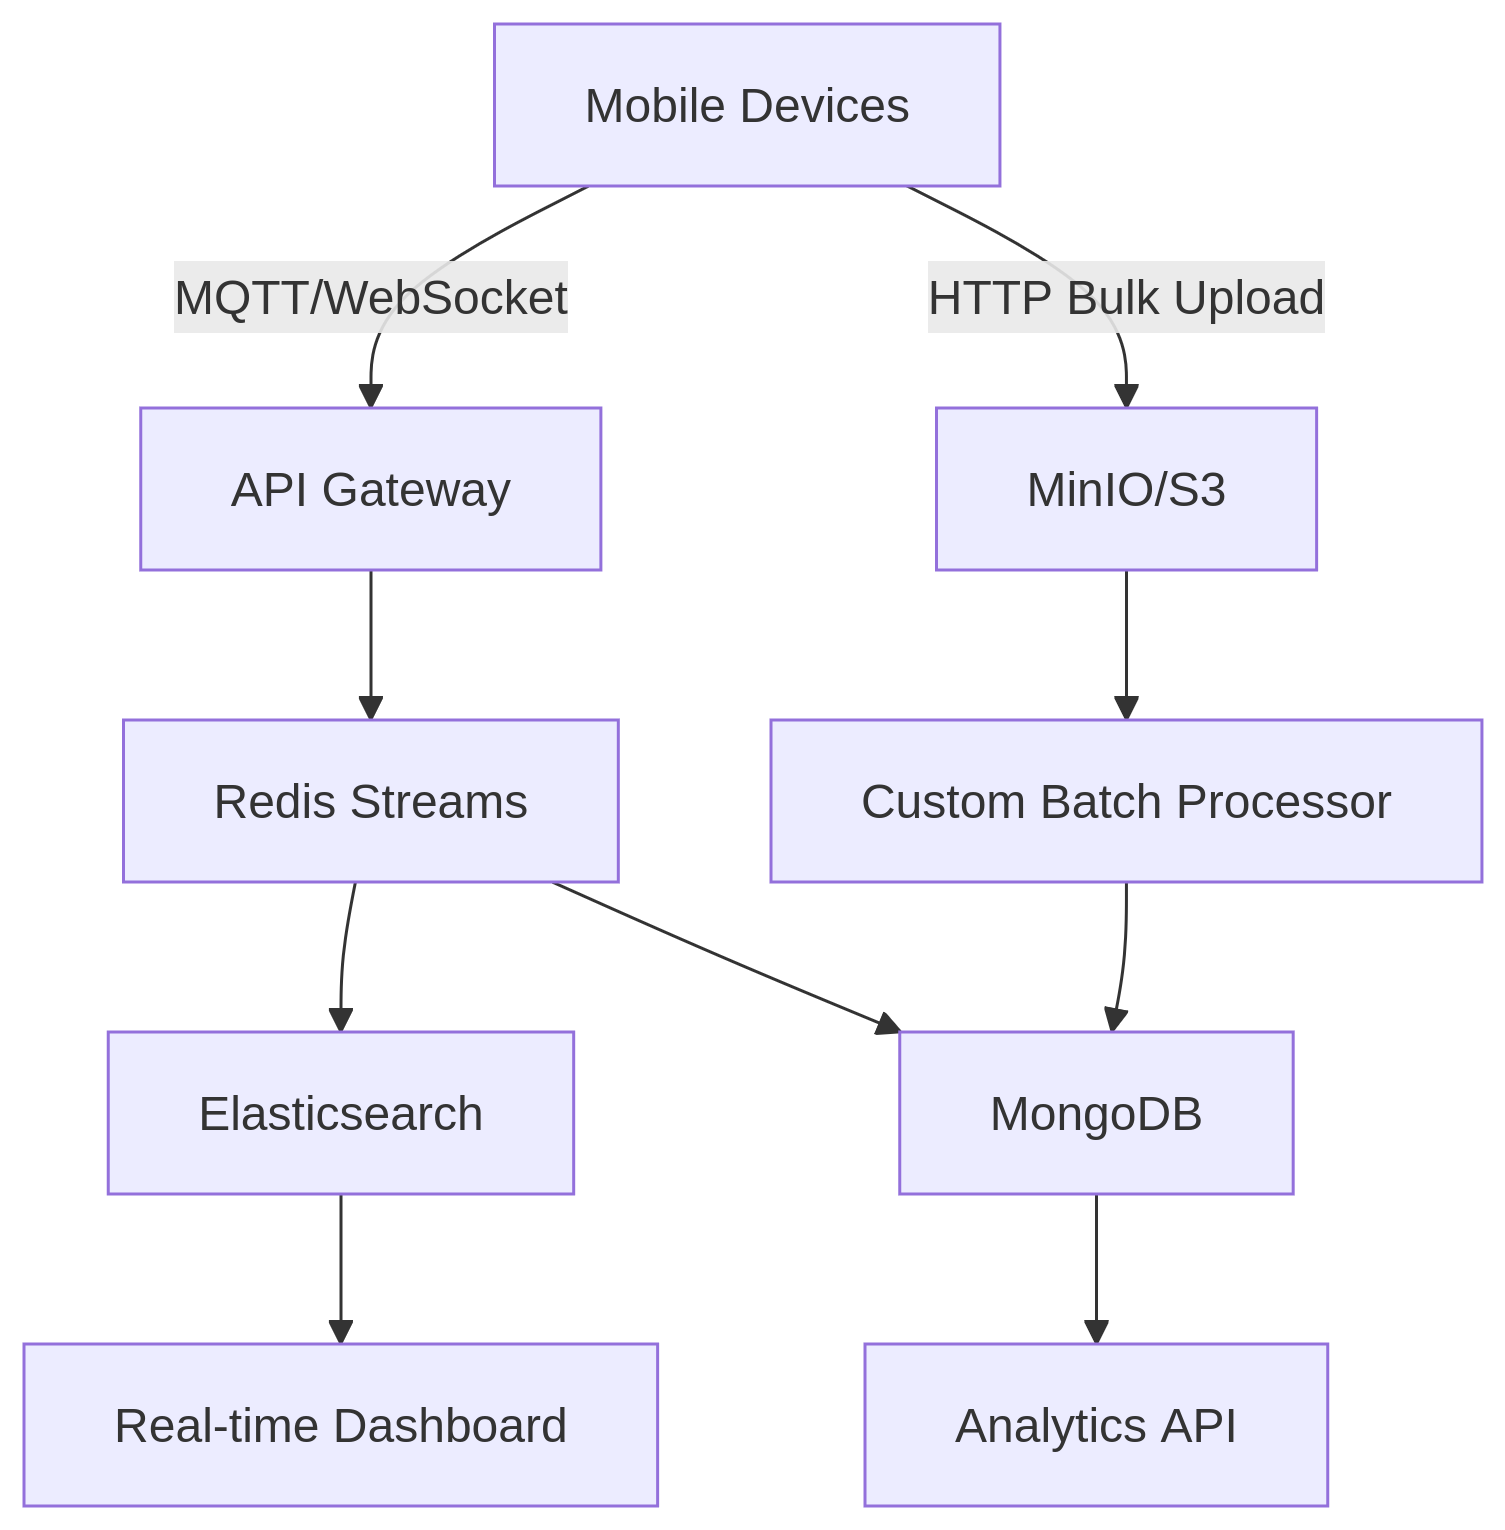 Mobile Devices
MQTT/WebSocket
HTTP Bulk Upload
API Gateway
MinIO/S3
Redis Streams
Custom Batch Processor
Elasticsearch
MongoDB
Real-time Dashboard
Analytics API